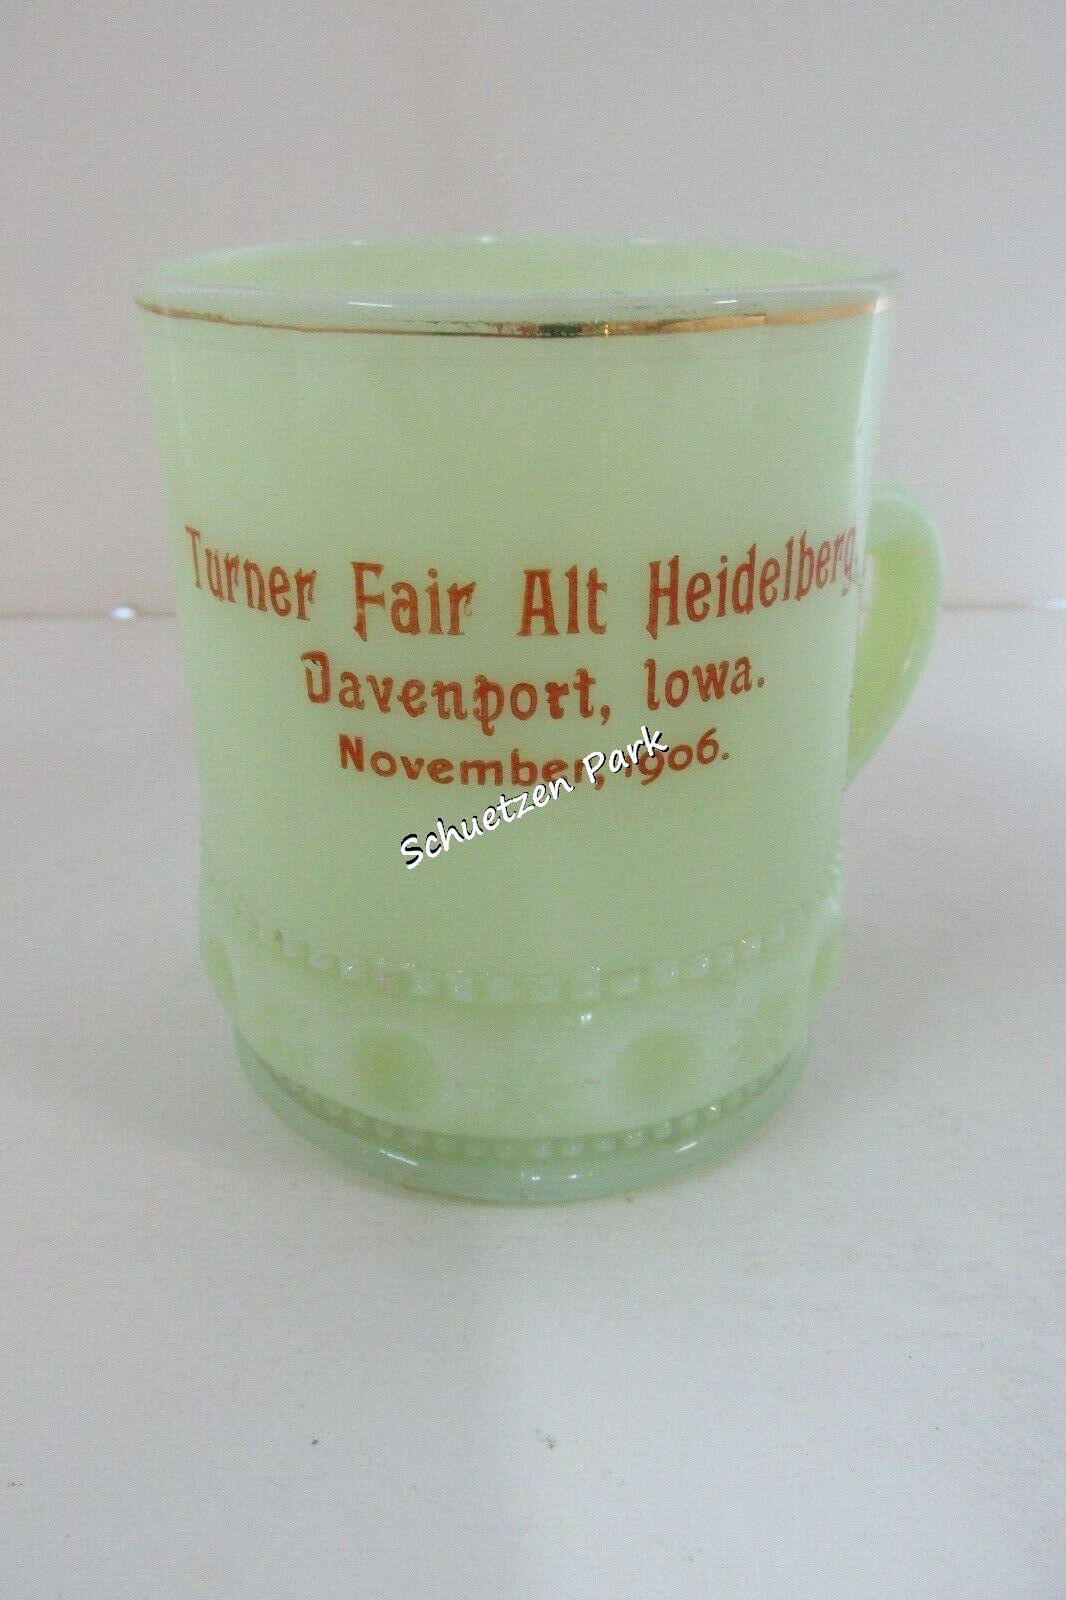 Turner Fair Alt Heidelberg.
Davenport, Iowa.
November, 1906.
Schuetzen Park